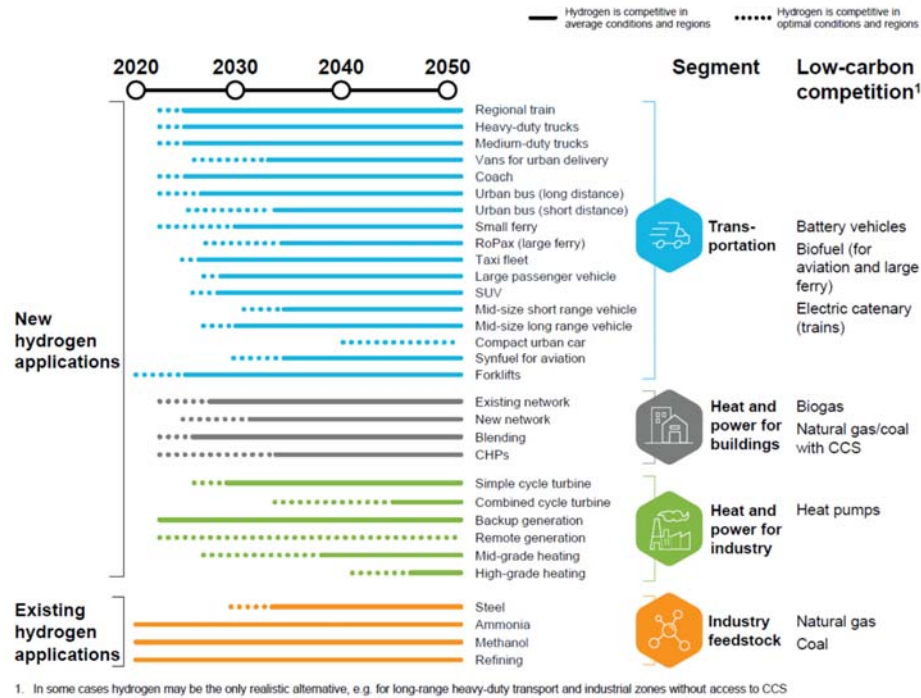 Hydrogen is competitive in
average conditions and regions
Hydrogen is competitive in
optimal conditions and regions
2020 2030 2040 2050
Segment
Low-carbon
competition1
New
hydrogen
applications
Regional train
Heavy-duty trucks
Medium-duty trucks
Vans for urban delivery
Coach
Urban bus (long distance)
Urban bus (short distance)
Small ferry
RoPax (large ferry)
Taxi fleet
Large passenger vehicle
SUV
Mid-size short range vehicle
Mid-size long range vehicle
Compact urban car
Synfuel for aviation
Forklifts
Trans-
portation
Battery vehicles
Biofuel (for
aviation and large
ferry)
Electric catenary
(trains)
Existing network
New network
Blending
CHPs
Heat and
power for
buildings
Biogas
Natural gas/coal
with CCS
Simple cycle turbine
Combined cycle turbine
Backup generation
Remote generation
Mid-grade heating
High-grade heating
Heat and
power for
industry
Heat pumps
Existing
hydrogen
applications
Steel
Ammonia
Methanol
Refining
Industry
feedstock
Natural gas
Coal
1. In some cases hydrogen may be the only realistic alternative, e.g. for long-range heavy-duty transport and industrial zones without access to CCS